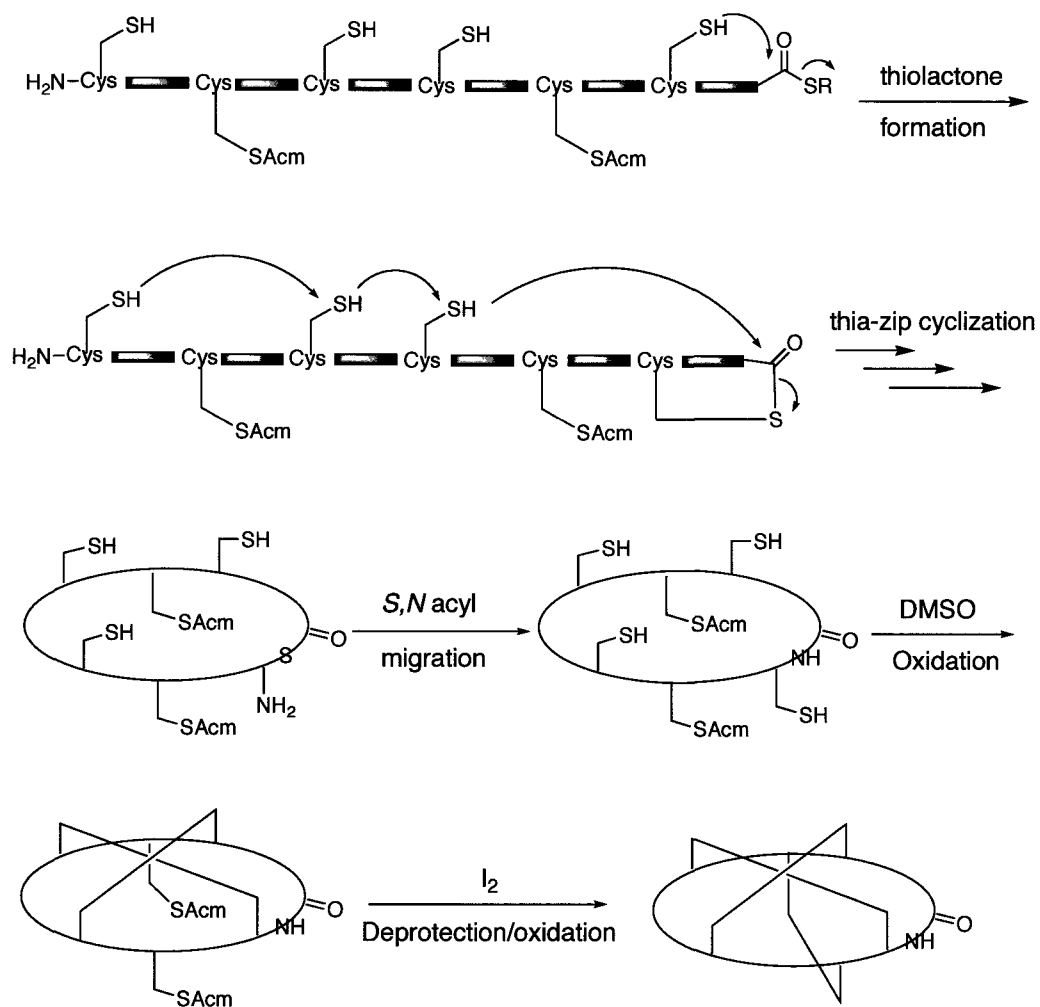 SH SH SH SH O
H2N Cys Cys Cys Cys Cys Cys SR thiolactone
SAcm SAcm formation
SH SH SH thia-zip cyclization
H2N Cys Cys Cys Cys Cys Cys O
SAcm SAcm S
SH SH SH SH
SAcm S,N acyl SAcm DMSO
SH O migration SH O Oxidation
S NH
NH2 SH
SAcm SAcm
I2
SAcm O Deprotection/oxidation O
NH NH
SAcm